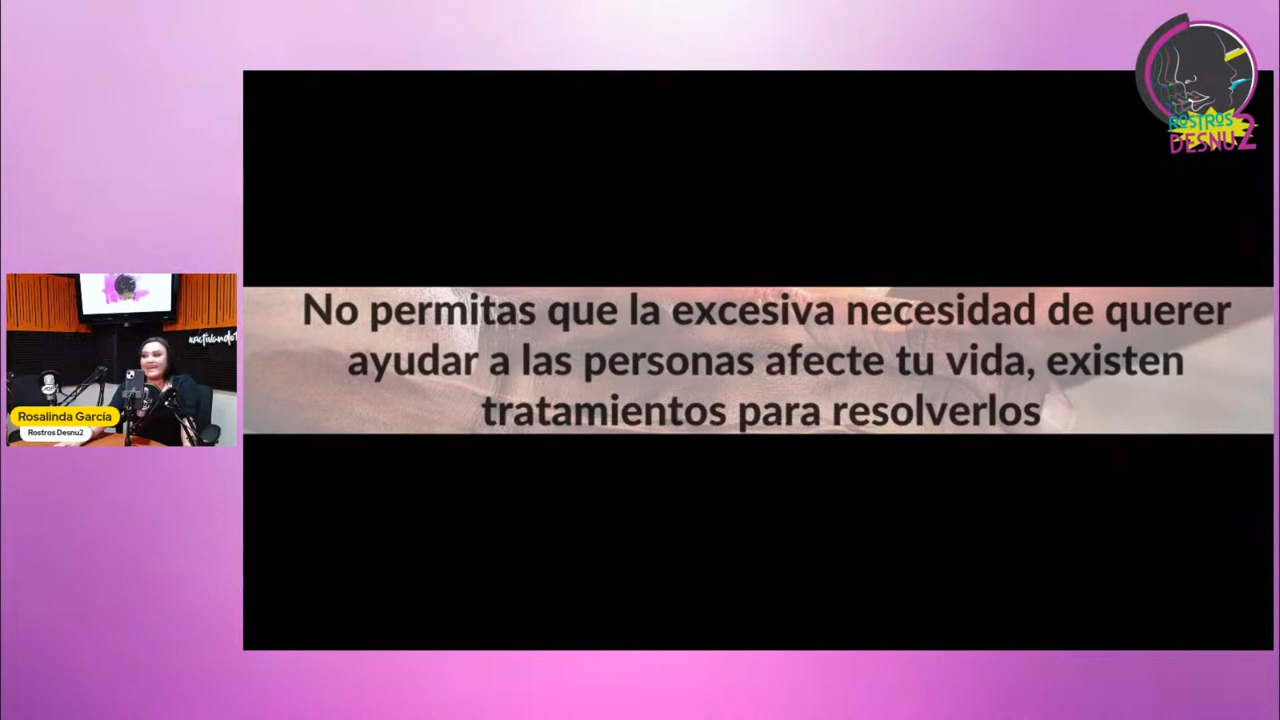 ROSTROS
DESNU2
No permitas que la excesiva necesidad de querer
ayudar a las personas afecte tu vida, existen
tratamientos para resolverlos
Rosalinda García
Rostros Desnu2